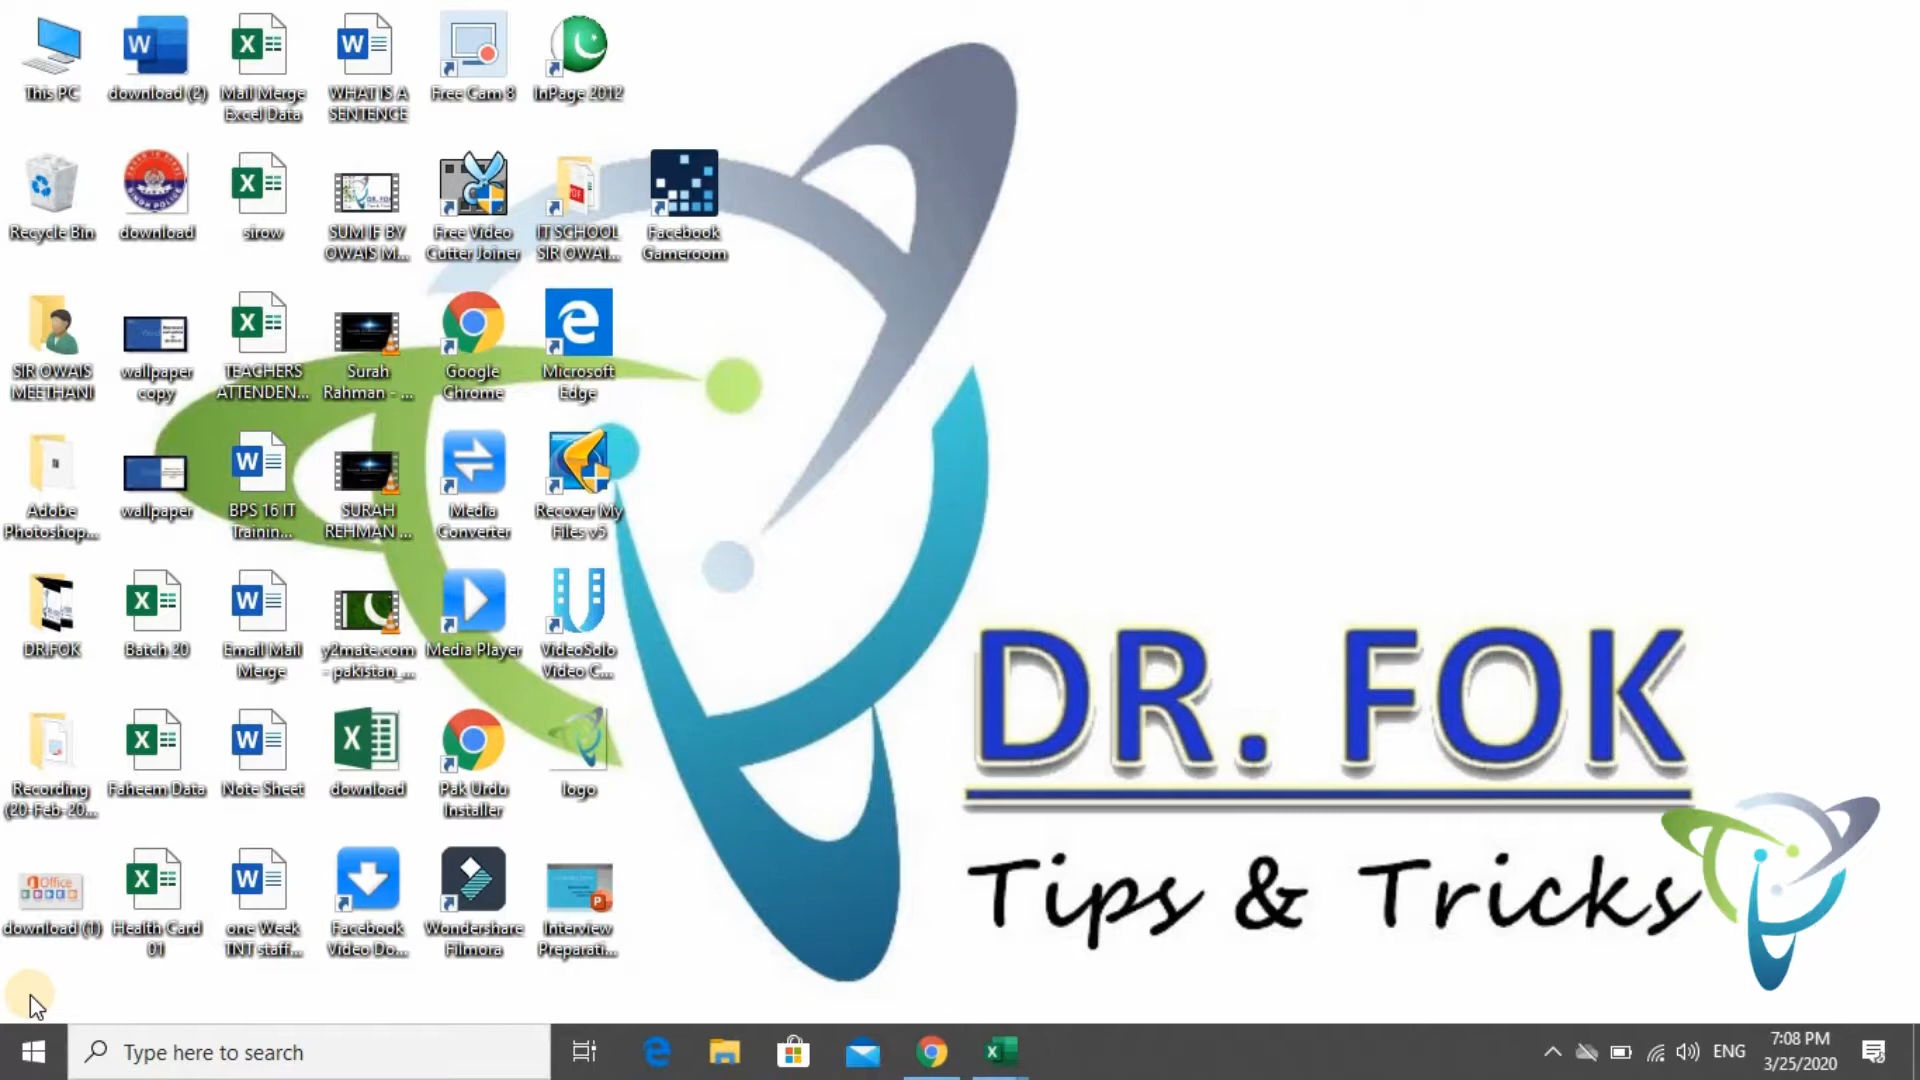 This PC
download (2)
Mail Merge
Excel Data
WHAT IS A
SENTENCE
Free Cam 8
InPage 2012
Recycle Bin
download
sirow
SUM IF BY
OWAIS M...
Free Video
Cutter Joiner
IT SCHOOL
SIR OWAI...
Facebook
Gameroom
SIR OWAIS
MEETHANI
wallpaper
copy
TEACHERS
ATTENDEN...
Surah
Rahman - ...
Google
Chrome
Microsoft
Edge
Adobe
Photoshop...
wallpaper
BPS 16 IT
Trainin...
SURAH
REHMAN ...
Media
Converter
Recover My
Files v5
DR.FOK
Batch 20
Email Mail
Merge
y2mate.com
- pakistan_...
Media Player
VideoSolo
Video C...
Recording
(20-Feb-20...
Faheem Data
Note Sheet
download
Pak Urdu
Installer
logo
download (1)
Health Card
01
one Week
TNT staff...
Facebook
Video Do...
Wondershare
Filmora
Interview
Preparati...
DR. FOK
Tips & Tricks
Type here to search
ENG
7:08 PM
3/25/2020